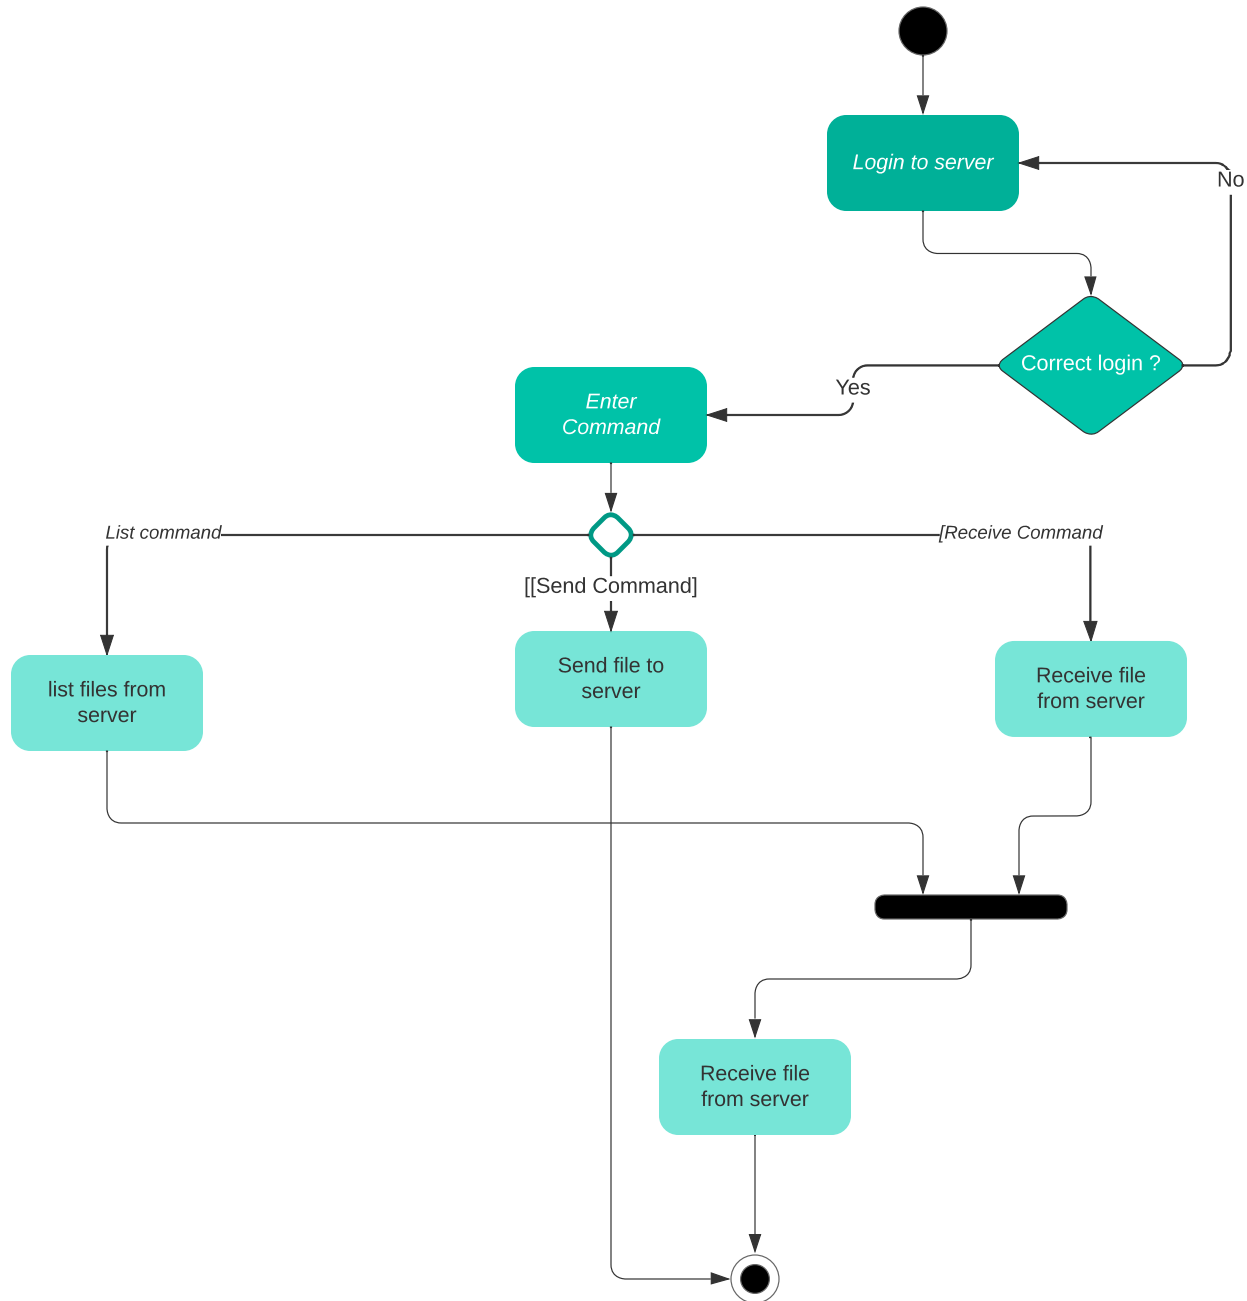 Login to server
No
Correct login ?
Yes
Enter
Command
List command
[Receive Command
[[Send Command]
list files from
server
Send file to
server
Receive file
from server
Receive file
from server